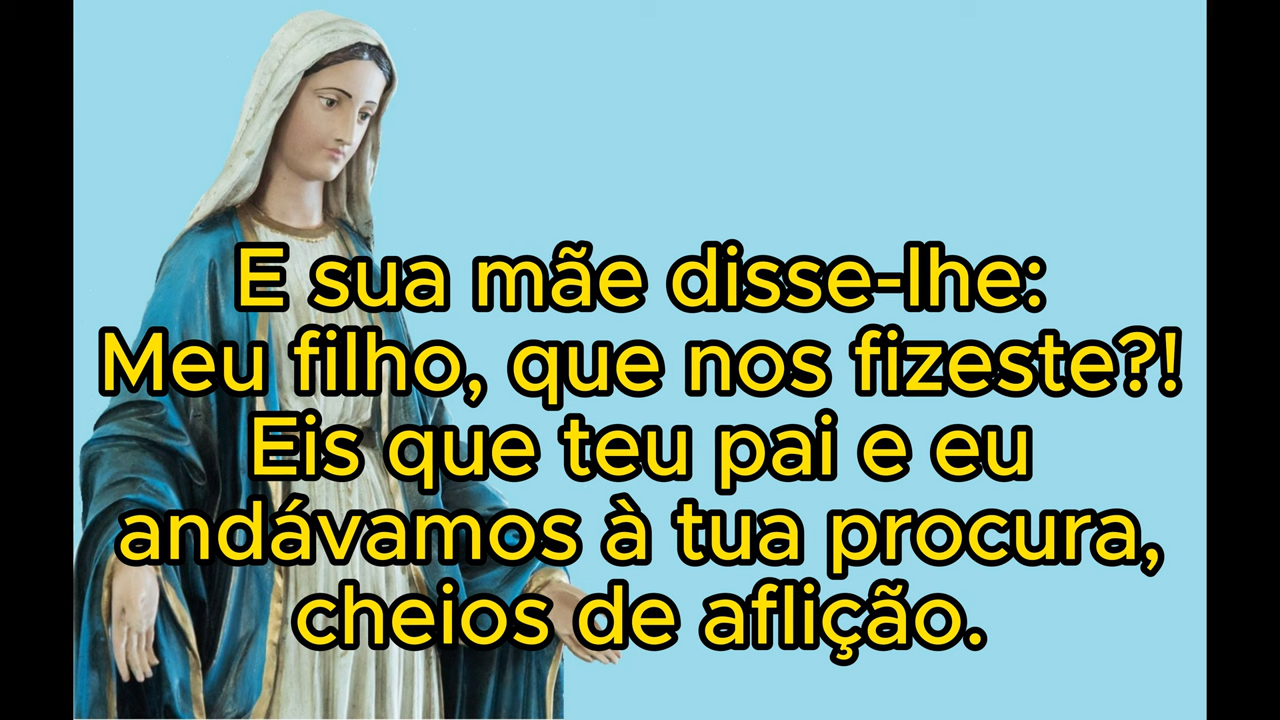 E sua mãe disse-lhe:
Meu filho, que nos fizeste?!
Eis que teu pai e eu
andávamos à tua procura,
cheios de aflição.